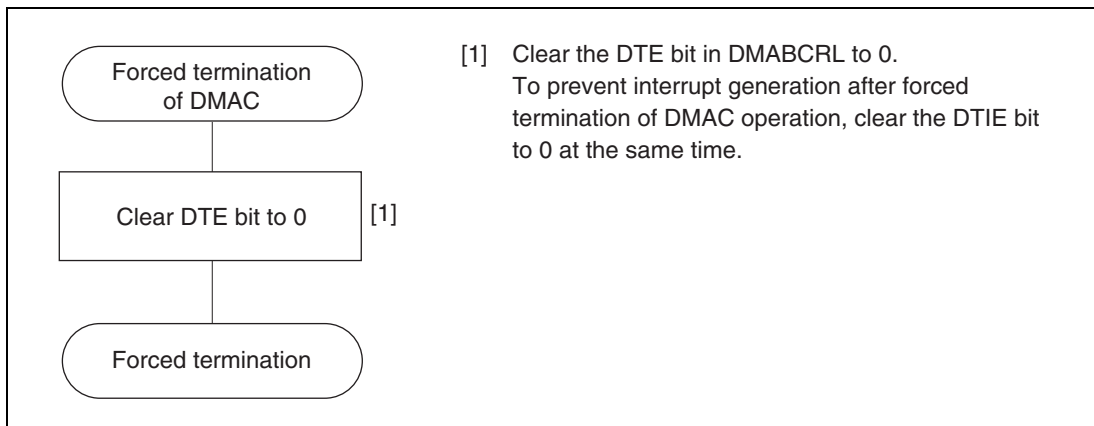 Forced termination
of DMAC
Clear DTE bit to 0
[1]
Forced termination
[1] Clear the DTE bit in DMABCRL to 0.
To prevent interrupt generation after forced
termination of DMAC operation, clear the DTIE bit
to 0 at the same time.